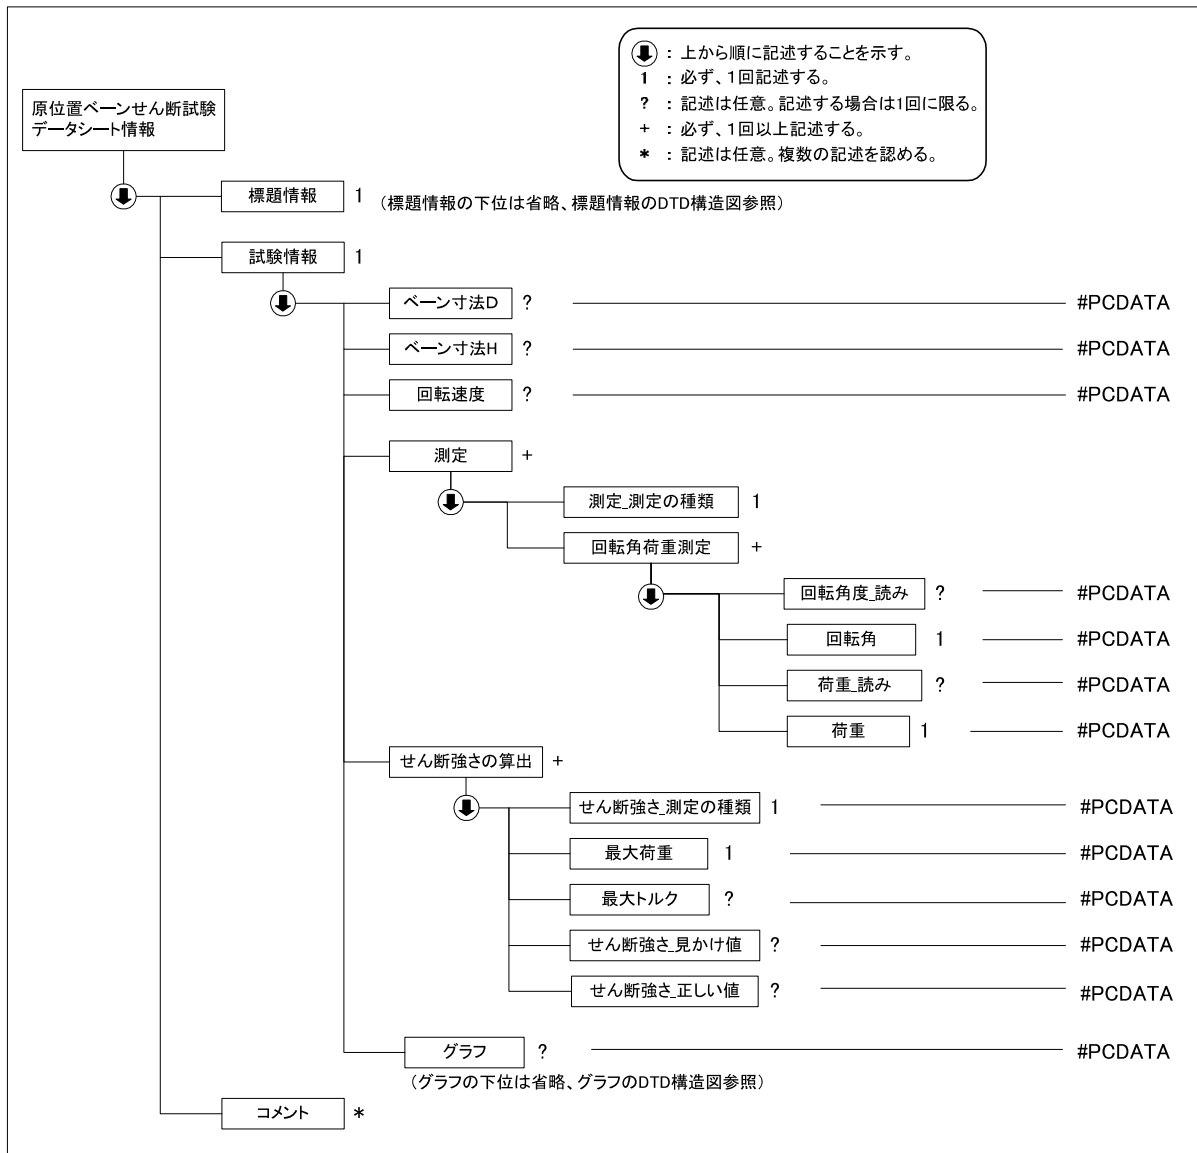 ⬇ : 上から順に記述することを示す。
1 : 必ず、1回記述する。
? : 記述は任意。記述する場合は1回に限る。
+ : 必ず、1回以上記述する。
* : 記述は任意。複数の記述を認める。
原位置ベーンせん断試験
データシート情報
標題情報 1 (標題情報の下位は省略、標題情報のDTD構造図参照)
試験情報 1
ベーン寸法D ? #PCDATA
ベーン寸法H ? #PCDATA
回転速度 ? #PCDATA
測定 +
測定_測定の種類 1
回転角荷重測定 +
回転角度_読み ? #PCDATA
回転角 1 #PCDATA
荷重_読み ? #PCDATA
荷重 1 #PCDATA
せん断強さの算出 +
せん断強さ_測定の種類 1 #PCDATA
最大荷重 1 #PCDATA
最大トルク ? #PCDATA
せん断強さ_見かけ値 ? #PCDATA
せん断強さ_正しい値 ? #PCDATA
グラフ ? #PCDATA
(グラフの下位は省略、グラフのDTD構造図参照)
コメント *